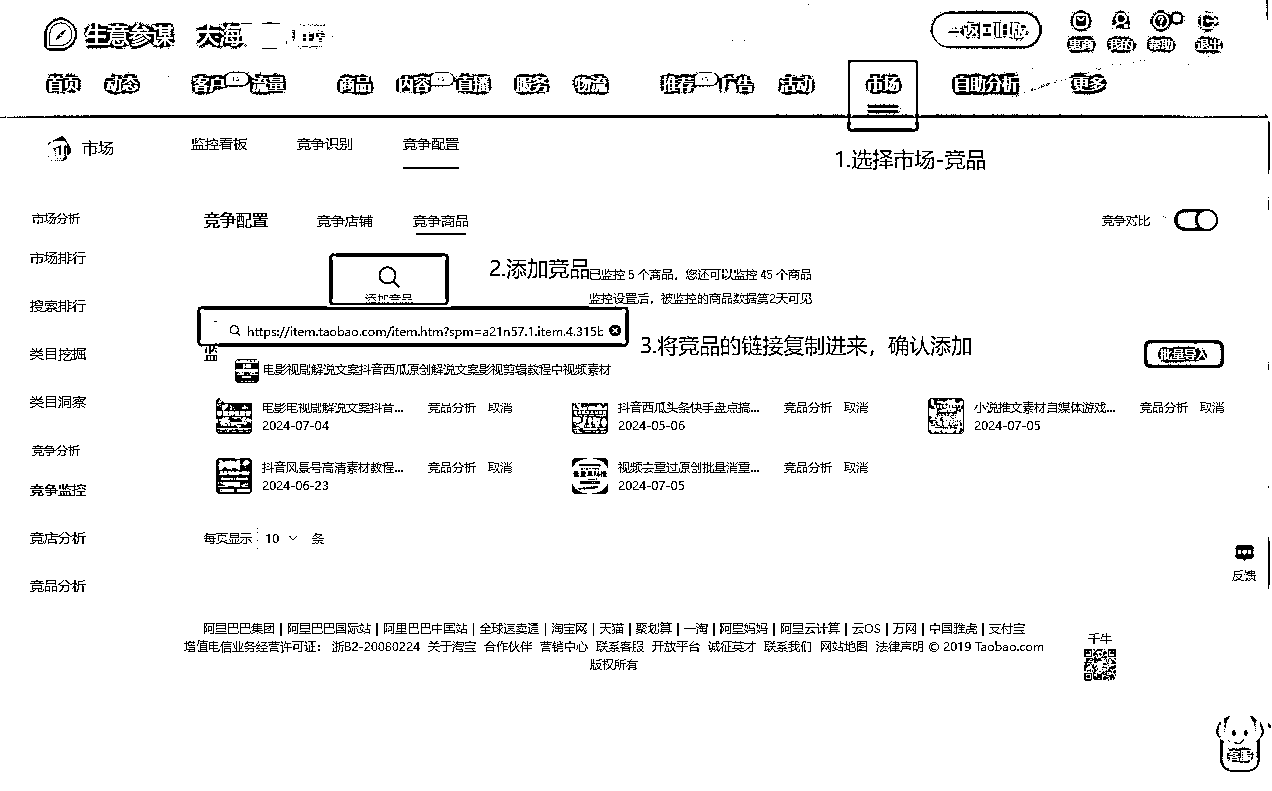 生意参谋 大海
首页 动态 客户 流量 商品 内容 直播 服务 物流 推荐 广告 活动 市场 自助分析 更多
市场 监控看板 竞争识别 竞争配置
1.选择市场-竞品
市场分析
市场排行
搜索排行
类目挖掘
类目洞察
竞争分析
竞争监控
竞店分析
竞品分析
竞争配置 竞争店铺 竞争商品
竞争对比
添加竞品
2.添加竞品
已监控 5 个商品，您还可以监控 45 个商品
监控设置后，被监控的商品数据第2天可见
https://item.taobao.com/item.htm?spm=a21n57.1.item.4.315b
3.将竞品的链接复制进来，确认添加
监
批量导入
电影视剧解说文案抖音西瓜原创解说文案影视剪辑教程中视频素材
电影电视剧解说文案抖音... 竞品分析 取消
2024-07-04
抖音西瓜头条快手盘点搞... 竞品分析 取消
2024-05-06
小说推文素材自媒体游戏... 竞品分析 取消
2024-07-05
抖音风景号高清素材教程... 竞品分析 取消
2024-06-23
视频去重过原创批量消重... 竞品分析 取消
2024-07-05
每页显示 10 条
反馈
阿里巴巴集团 | 阿里巴巴国际站 | 阿里巴巴中国站 | 全球速卖通 | 淘宝网 | 天猫 | 聚划算 | 一淘 | 阿里妈妈 | 阿里云计算 | 云OS | 万网 | 中国雅虎 | 支付宝
增值电信业务经营许可证： 浙B2-20080224 关于淘宝 合作伙伴 营销中心 联系客服 开放平台 诚征英才 联系我们 网站地图 法律声明 © 2019 Taobao.com
版权所有
千牛
客服